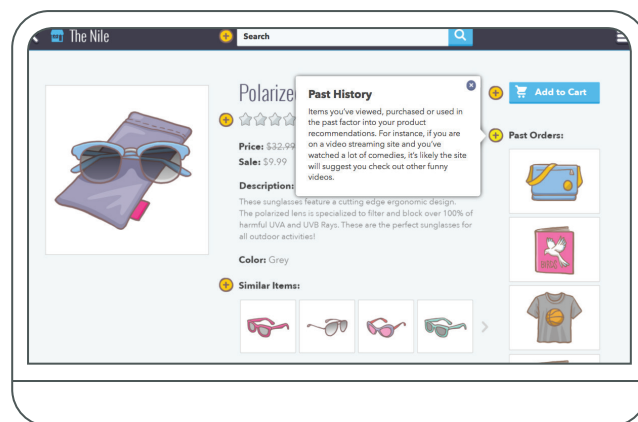 The Nile
Search
Polarize
Past History
Items you've viewed, purchased or used in
the past factor into your product
recommendations. For instance, if you are
on a video streaming site and you've
watched a lot of comedies, it's likely the site
will suggest you check out other funny
videos.
Add to Cart
Past Orders:
Price: $32.99
Sale: $9.99
Description:
These sunglasses feature a cutting edge ergonomic design.
The polarized lens is specialized to filter and block over 100% of
harmful UVA and UVB Rays. These are the perfect sunglasses for
all outdoor activities!
Color: Grey
Similar Items:
BIRDS